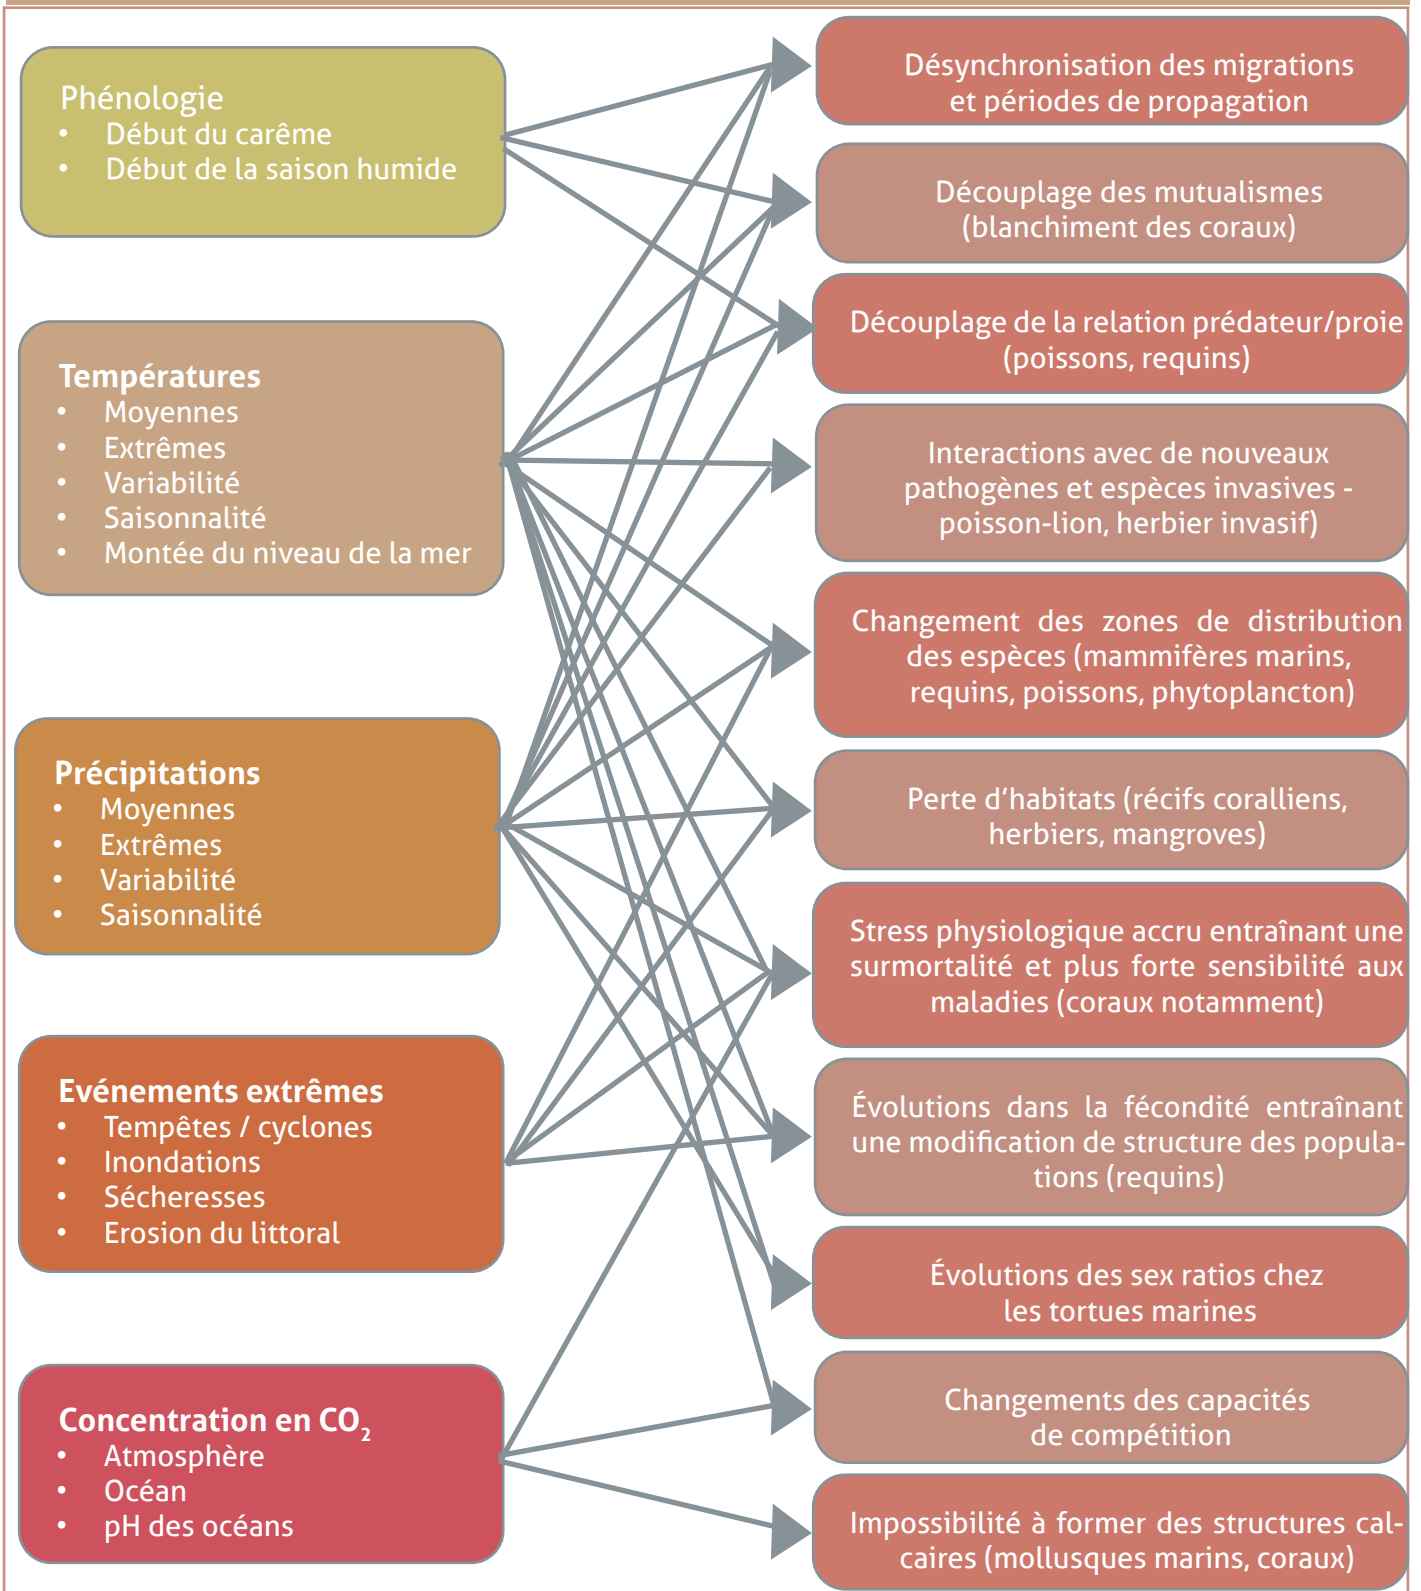 Phénologie
• Début du carême
• Début de la saison humide
Températures
• Moyennes
• Extrêmes
• Variabilité
• Saisonnalité
• Montée du niveau de la mer
Précipitations
• Moyennes
• Extrêmes
• Variabilité
• Saisonnalité
Evénements extrêmes
• Tempêtes / cyclones
• Inondations
• Sécheresses
• Erosion du littoral
Concentration en CO₂
• Atmosphère
• Océan
• pH des océans
Désynchronisation des migrations
et périodes de propagation
Découplage des mutualismes
(blanchiment des coraux)
Découplage de la relation prédateur/proie
(poissons, requins)
Interactions avec de nouveaux
pathogènes et espèces invasives -
poisson-lion, herbier invasif)
Changement des zones de distribution
des espèces (mammifères marins,
requins, poissons, phytoplancton)
Perte d’habitats (récifs coralliens,
herbiers, mangroves)
Stress physiologique accru entraînant une
surmortalité et plus forte sensibilité aux
maladies (coraux notamment)
Évolutions dans la fécondité entraînant
une modification de structure des popula-
tions (requins)
Évolutions des sex ratios chez
les tortues marines
Changements des capacités
de compétition
Impossibilité à former des structures cal-
caires (mollusques marins, coraux)